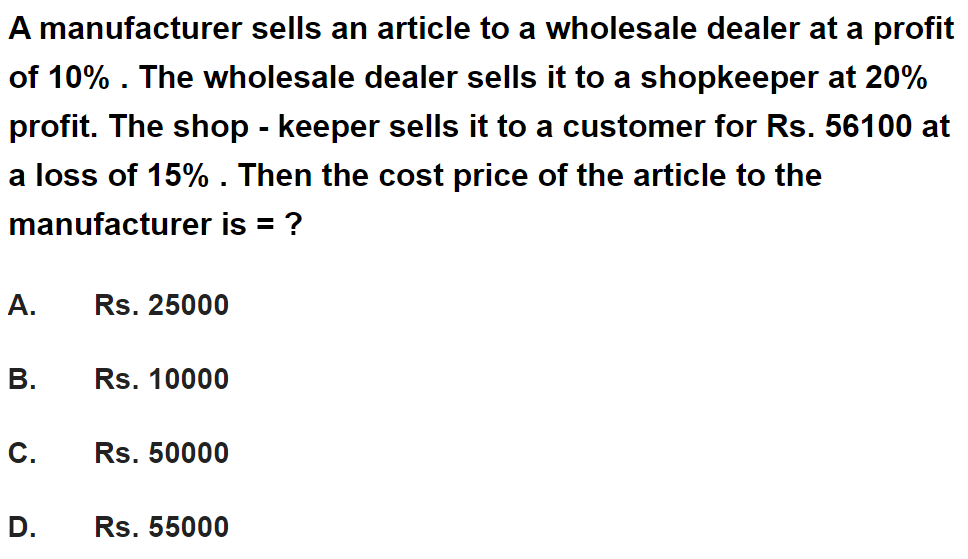 A manufacturer sells an article to a wholesale dealer at a profit
of 10% . The wholesale dealer sells it to a shopkeeper at 20%
profit. The shop - keeper sells it to a customer for Rs. 56100 at
a loss of 15% . Then the cost price of the article to the
manufacturer is = ?
A. Rs. 25000
B. Rs. 10000
C. Rs. 50000
D. Rs. 55000